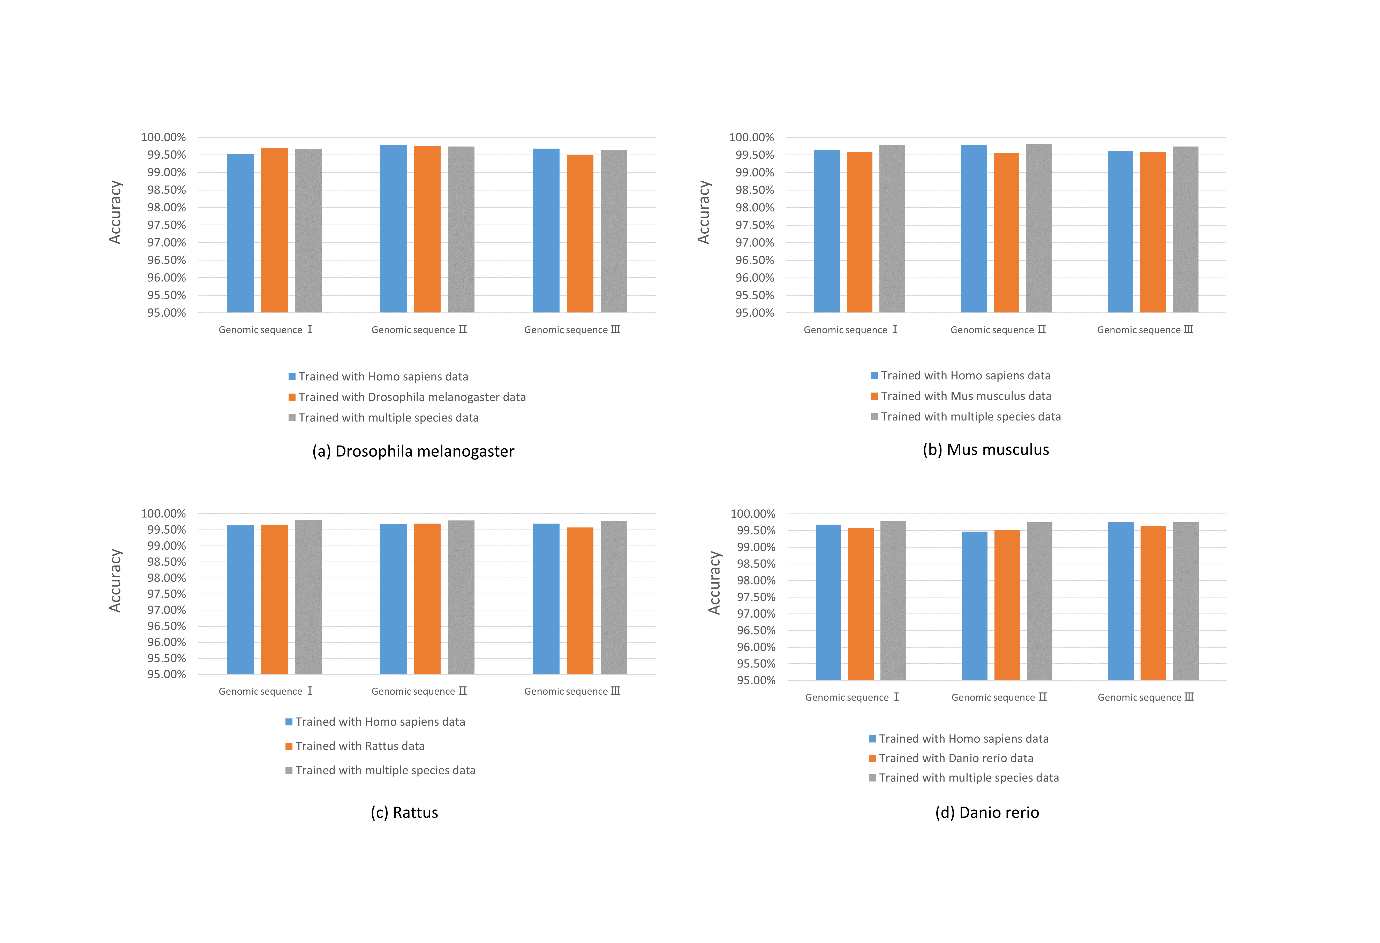 100.00%
99.50%
99.00%
98.50%
98.00%
97.50%
97.00%
96.50%
96.00%
95.50%
95.00%
Accuracy
Genomic sequence Ⅰ
Genomic sequence Ⅱ
Genomic sequence Ⅲ
Trained with Homo sapiens data
Trained with Drosophila melanogaster data
Trained with multiple species data
(a) Drosophila melanogaster
100.00%
99.50%
99.00%
98.50%
98.00%
97.50%
97.00%
96.50%
96.00%
95.50%
95.00%
Accuracy
Genomic sequence Ⅰ
Genomic sequence Ⅱ
Genomic sequence Ⅲ
Trained with Homo sapiens data
Trained with Mus musculus data
Trained with multiple species data
(b) Mus musculus
100.00%
99.50%
99.00%
98.50%
98.00%
97.50%
97.00%
96.50%
96.00%
95.50%
95.00%
Accuracy
Genomic sequence Ⅰ
Genomic sequence Ⅱ
Genomic sequence Ⅲ
Trained with Homo sapiens data
Trained with Rattus data
Trained with multiple species data
(c) Rattus
100.00%
99.50%
99.00%
98.50%
98.00%
97.50%
97.00%
96.50%
96.00%
95.50%
95.00%
Accuracy
Genomic sequence Ⅰ
Genomic sequence Ⅱ
Genomic sequence Ⅲ
Trained with Homo sapiens data
Trained with Danio rerio data
Trained with multiple species data
(d) Danio rerio